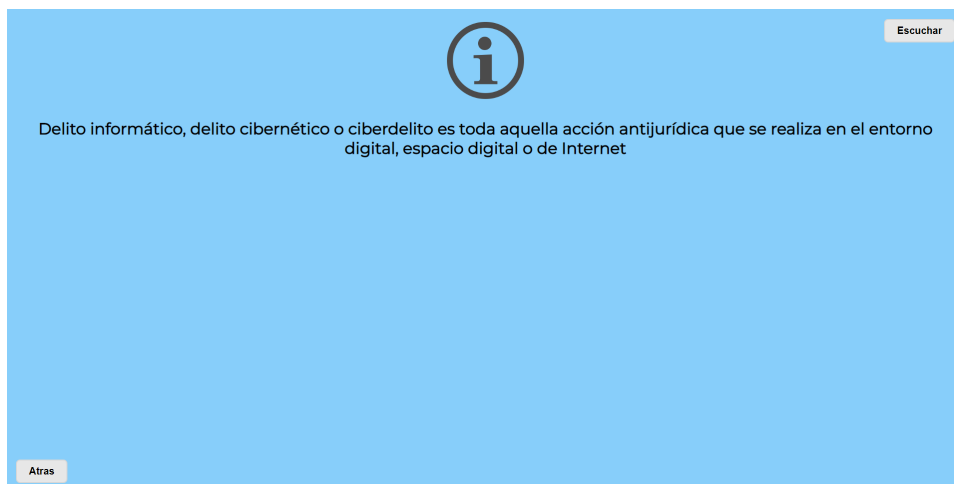 Escuchar
Delito informático, delito cibernético o ciberdelito es toda aquella acción antijurídica que se realiza en el entorno
digital, espacio digital o de Internet
Atras